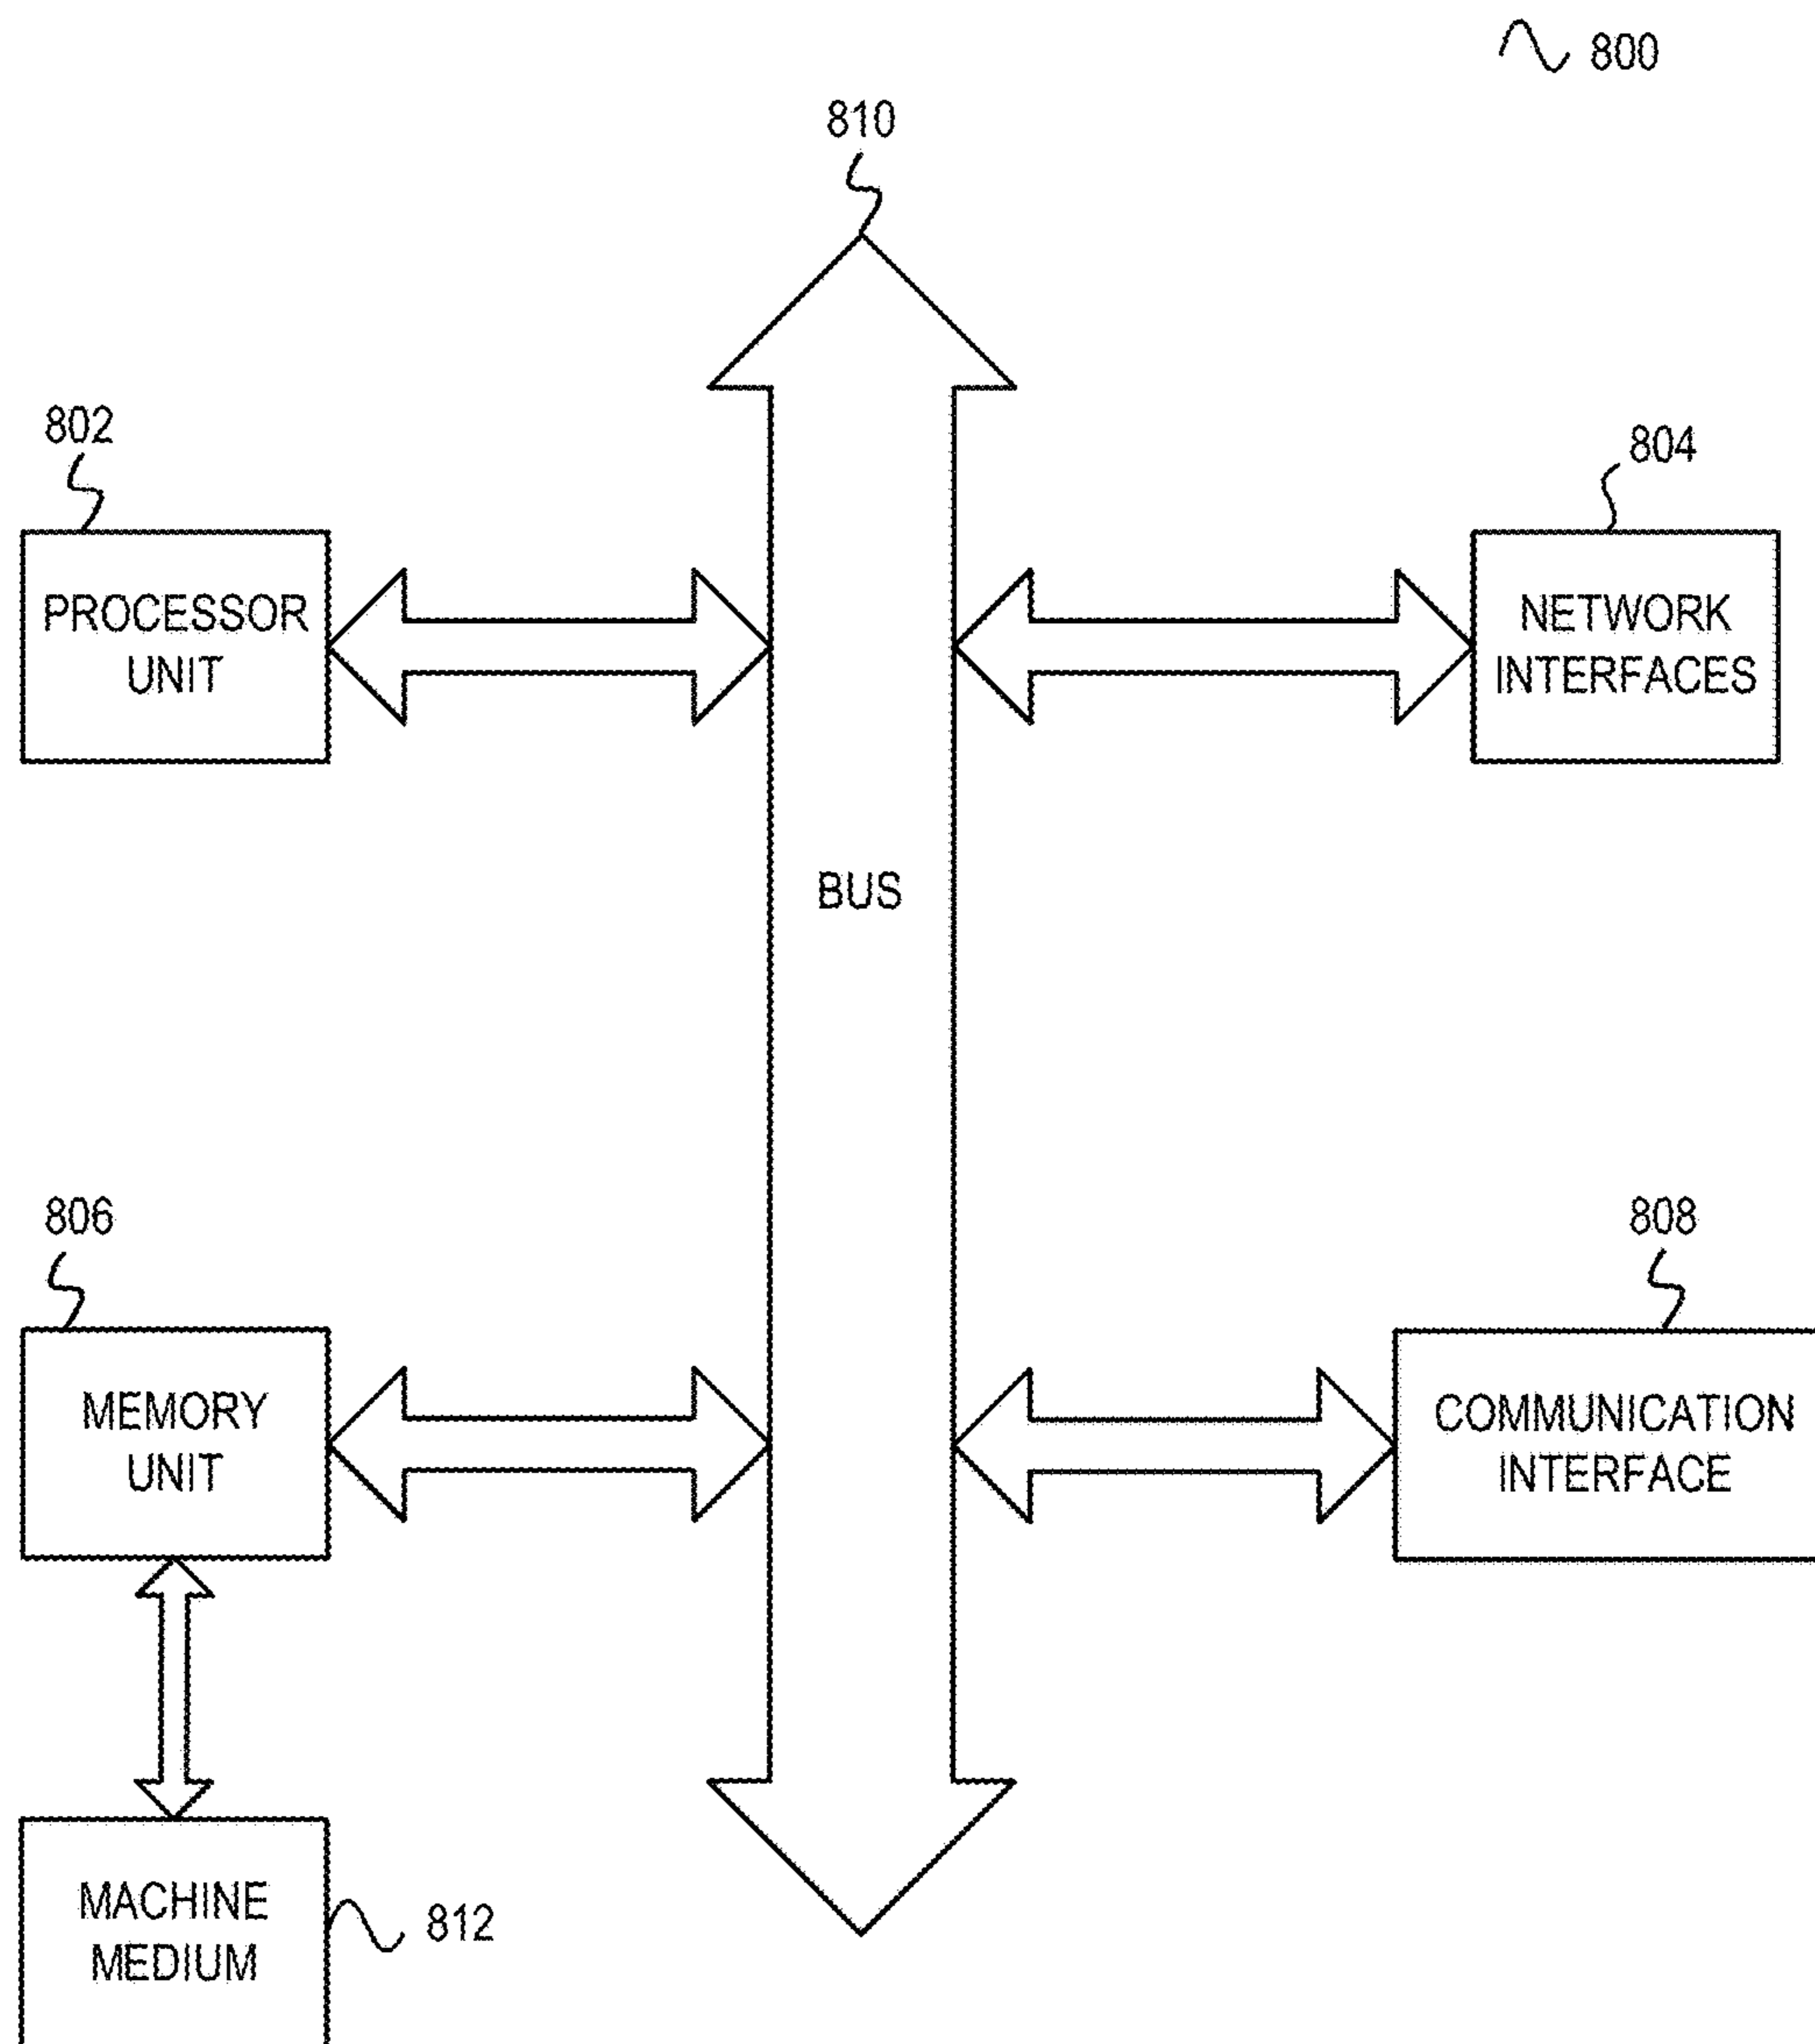 800
810
802
804
PROCESSOR
UNIT
NETWORK
INTERFACES
BUS
806
808
MEMORY
UNIT
COMMUNICATION
INTERFACE
MACHINE
MEDIUM
812